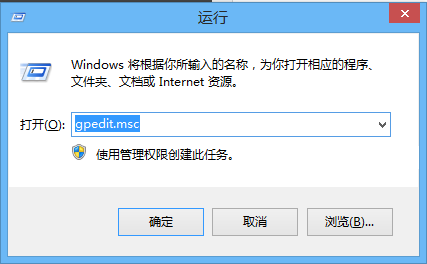 运行
Windows 将根据你所输入的名称，为你打开相应的程序、
文件夹、文档或 Internet 资源。
打开(O): gpedit.msc
使用管理权限创建此任务。
确定 取消 浏览(B)...